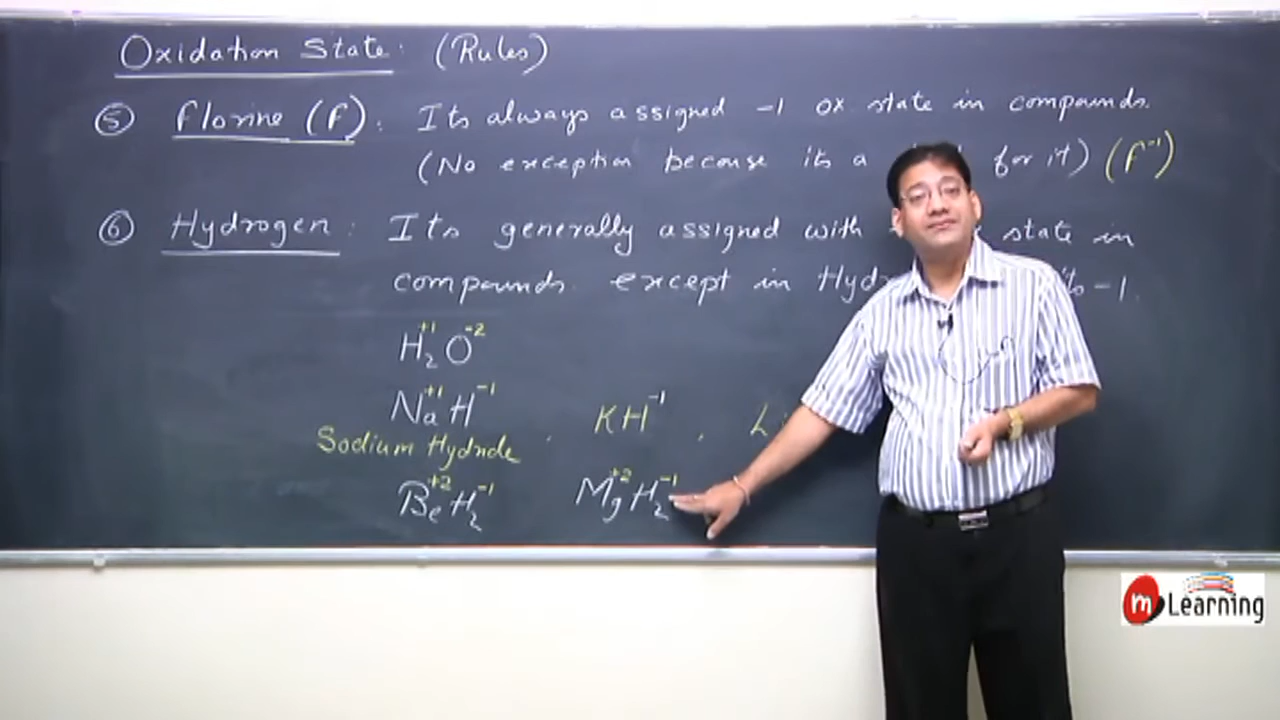 Oxidation State: (Rules)
⑤ florine (f): Its always assigned -1 ox state in compounds.
(No exception because its a for it) (f⁻¹)
⑥ Hydrogen: Its generally assigned with state in
compounds. except in -1.
H₂⁺¹O⁻²
Na⁺¹H⁻¹ , KH⁻¹ ,
Sodium Hydride
Be⁺²H₂⁻¹ Mg⁺²H₂⁻¹
m Learning